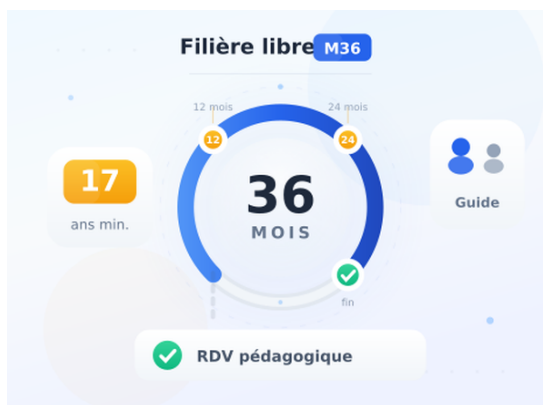 Filière libre M36
12 mois
24 mois
12
24
17
ans min.
36
MOIS
Guide
fin
RDV pédagogique